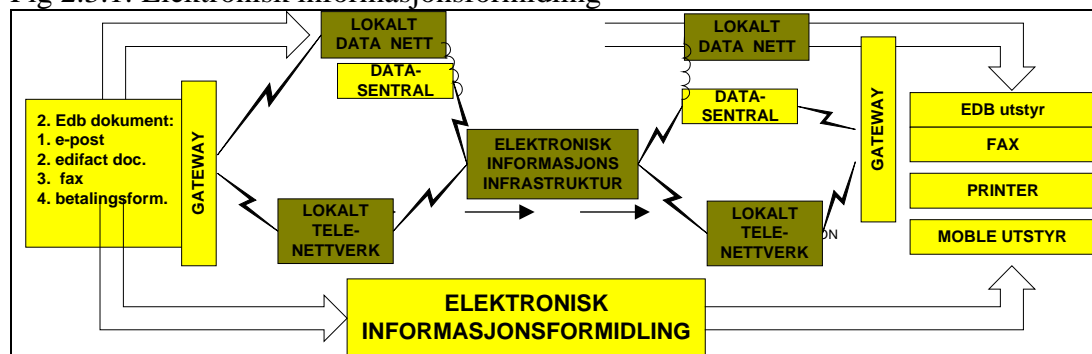 Fig 2.3.1. Elektronisk informasjonsformidling
2. Edb dokument:
1. e-post
2. edifact doc.
3. fax
4. betalingsform.
GATEWAY
LOKALT
DATA NETT
DATA-
SENTRAL
LOKALT
TELE-
NETTVERK
ELEKTRONISK
INFORMASJONS
INFRASTRUKTUR
LOKALT
DATA NETT
DATA-
SENTRAL
LOKALT
TELE-
NETTVERK
ON
GATEWAY
EDB utstyr
FAX
PRINTER
MOBLE UTSTYR
ELEKTRONISK
INFORMASJONSFORMIDLING